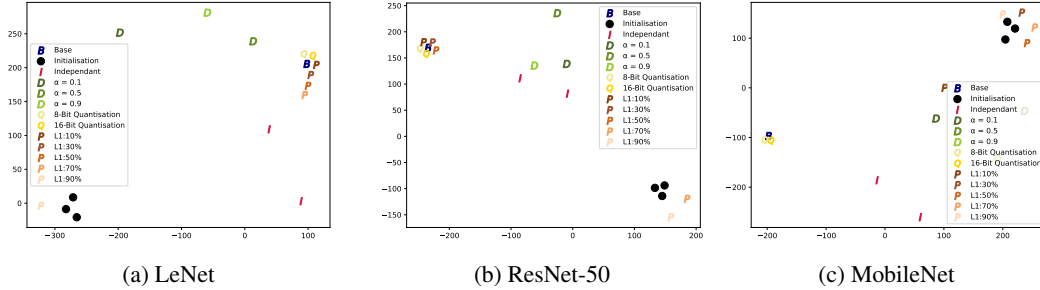 250
200
150
100
50
0
B Base
Initialisation
I Independant
D α = 0.1
D α = 0.5
D α = 0.9
Q 8-Bit Quantisation
Q 16-Bit Quantisation
P L1:10%
P L1:30%
P L1:50%
P L1:70%
P L1:90%
−300 −200 −100 0 100
(a) LeNet
250
200
150
100
50
0
−50
−100
−150
B Base
Initialisation
I Independant
D α = 0.1
D α = 0.5
D α = 0.9
Q 8-Bit Quantisation
Q 16-Bit Quantisation
P L1:10%
P L1:30%
P L1:50%
P L1:70%
P L1:90%
−200 −100 0 100 200
(b) ResNet-50
100
0
−100
−200
B Base
Initialisation
I Independant
D α = 0.1
D α = 0.5
D α = 0.9
Q 8-Bit Quantisation
Q 16-Bit Quantisation
P L1:10%
P L1:30%
P L1:50%
P L1:70%
P L1:90%
−200 −100 0 100 200
(c) MobileNet